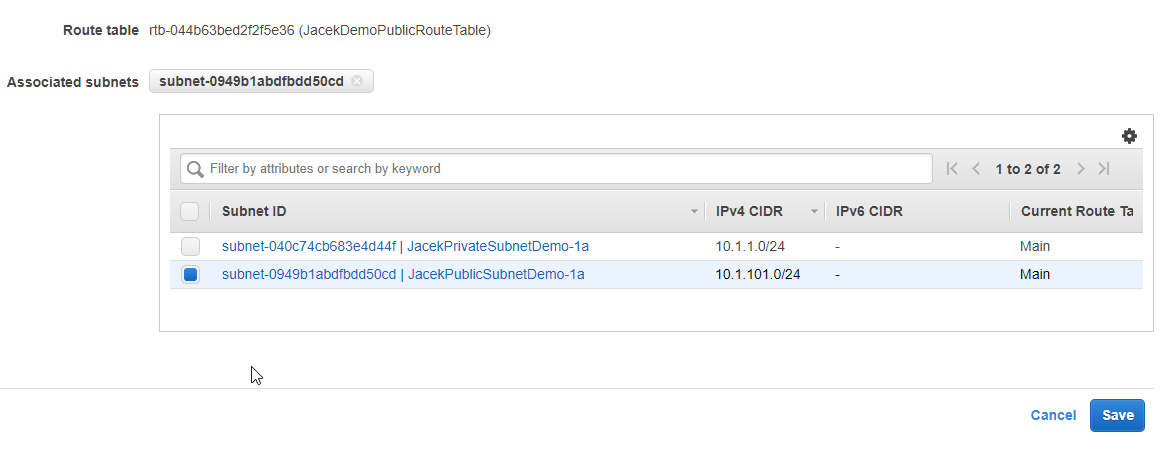 Route table rtb-044b63bed2f2f5e36 (JacekDemoPublicRouteTable)
Associated subnets subnet-0949b1abdfbdd50cd
Filter by attributes or search by keyword 1 to 2 of 2
Subnet ID IPv4 CIDR IPv6 CIDR Current Route Ta
subnet-040c74cb683e4d44f | JacekPrivateSubnetDemo-1a 10.1.1.0/24 - Main
subnet-0949b1abdfbdd50cd | JacekPublicSubnetDemo-1a 10.1.101.0/24 - Main
Cancel Save